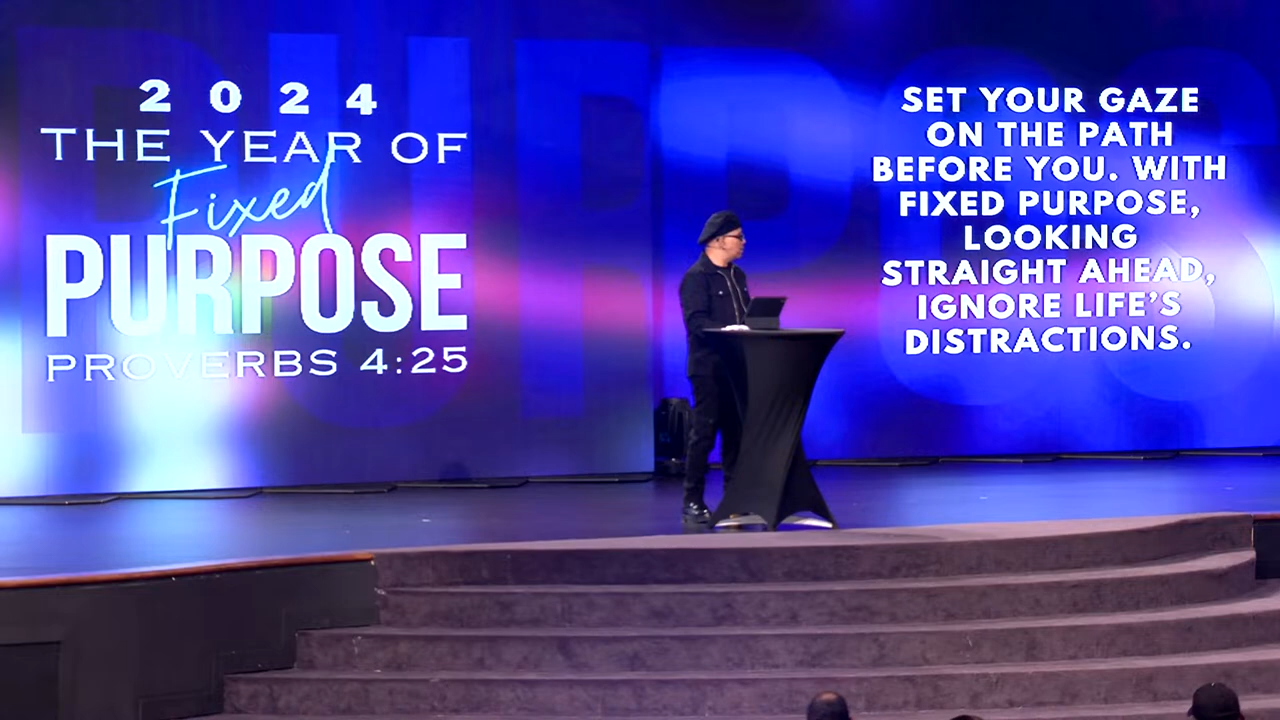 2024
THE YEAR OF
Fixed
PURPOSE
PROVERBS 4:25
SET YOUR GAZE
ON THE PATH
BEFORE YOU. WITH
FIXED PURPOSE,
LOOKING
STRAIGHT AHEAD,
IGNORE LIFE'S
DISTRACTIONS.